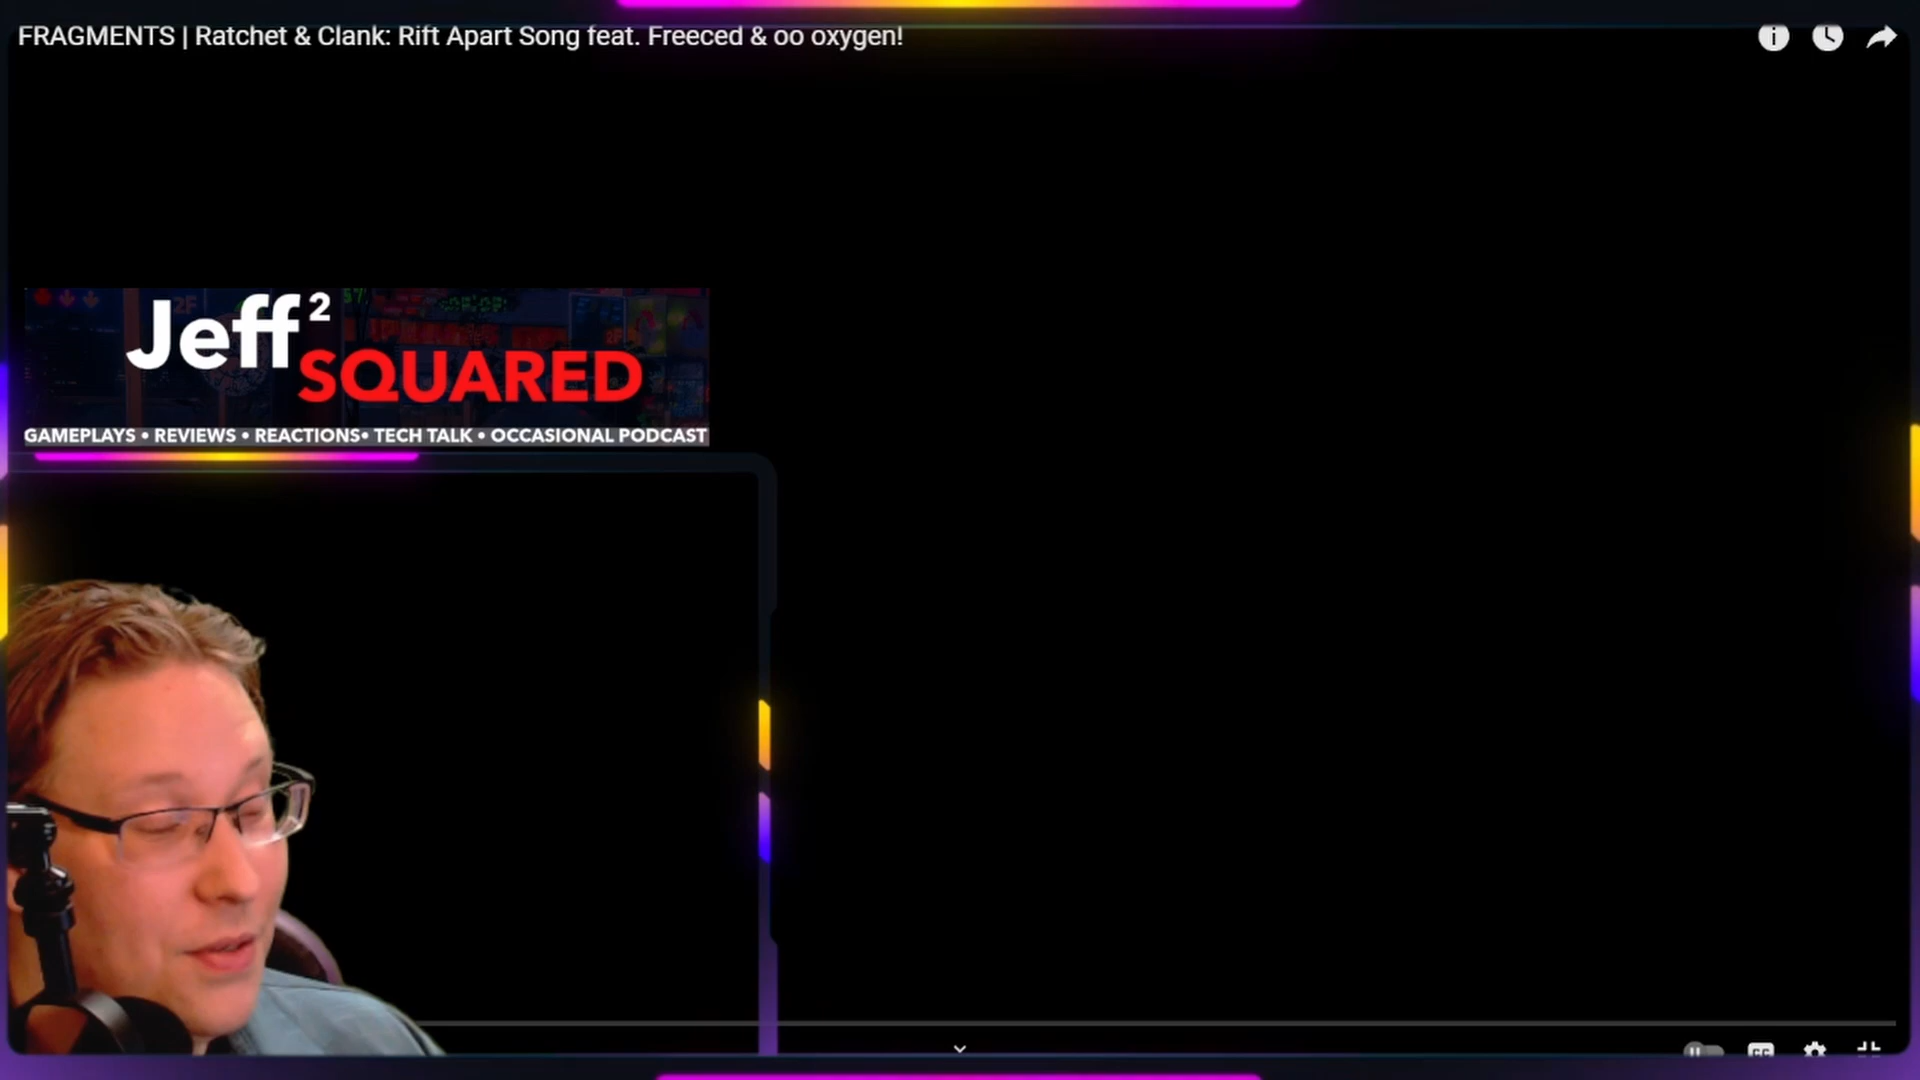 FRAGMENTS | Ratchet & Clank: Rift Apart Song feat. Freeced & oo oxygen!
Jeff²
SQUARED
GAMEPLAYS • REVIEWS • REACTIONS• TECH TALK • OCCASIONAL PODCAST